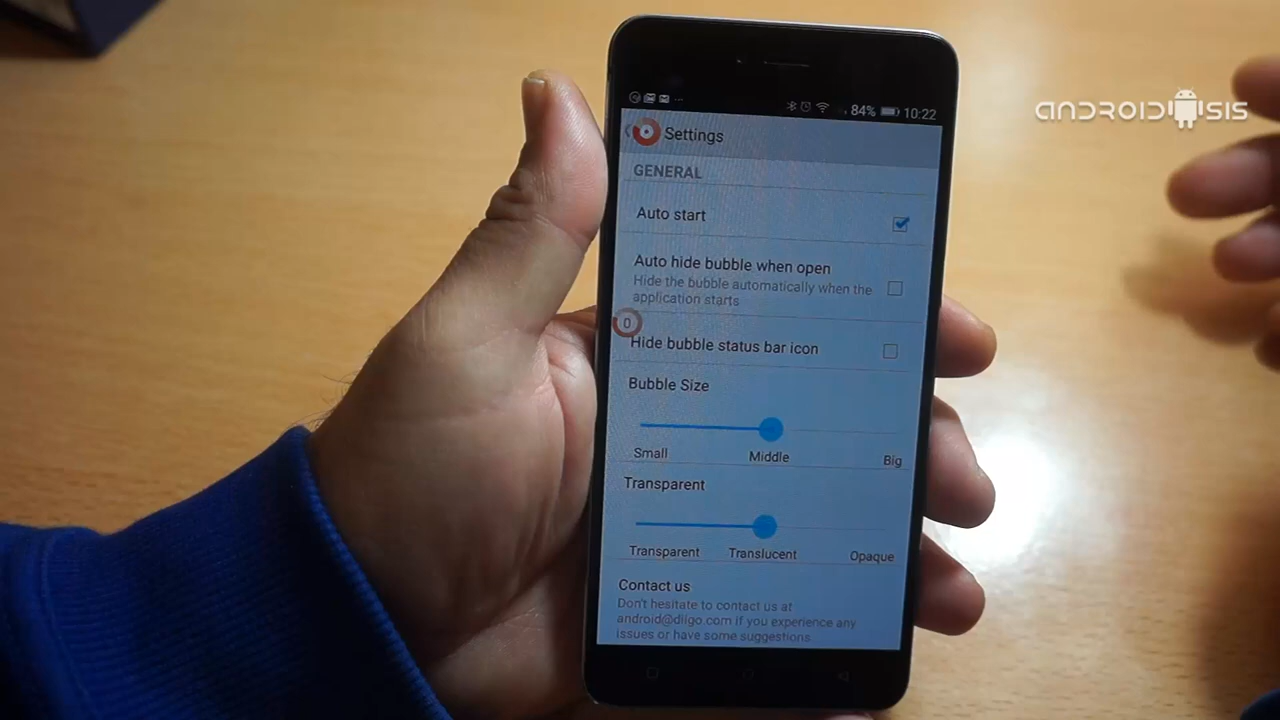 ANDROIDSIS
84% 10:22
Settings
GENERAL
Auto start
Auto hide bubble when open
Hide the bubble automatically when the
application starts
0
Hide bubble status bar icon
Bubble Size
Small Middle Big
Transparent
Transparent Translucent Opaque
Contact us
Don't hesitate to contact us at
android@diigo.com if you experience any
issues or have some suggestions.